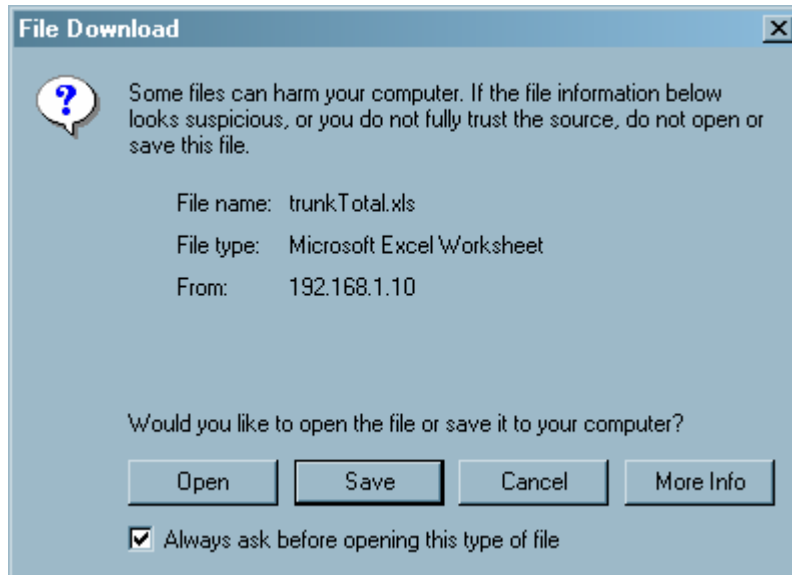 File Download
Some files can harm your computer. If the file information below
looks suspicious, or you do not fully trust the source, do not open or
save this file.
File name: trunkTotal.xls
File type: Microsoft Excel Worksheet
From: 192.168.1.10
Would you like to open the file or save it to your computer?
Open Save Cancel More Info
Always ask before opening this type of file